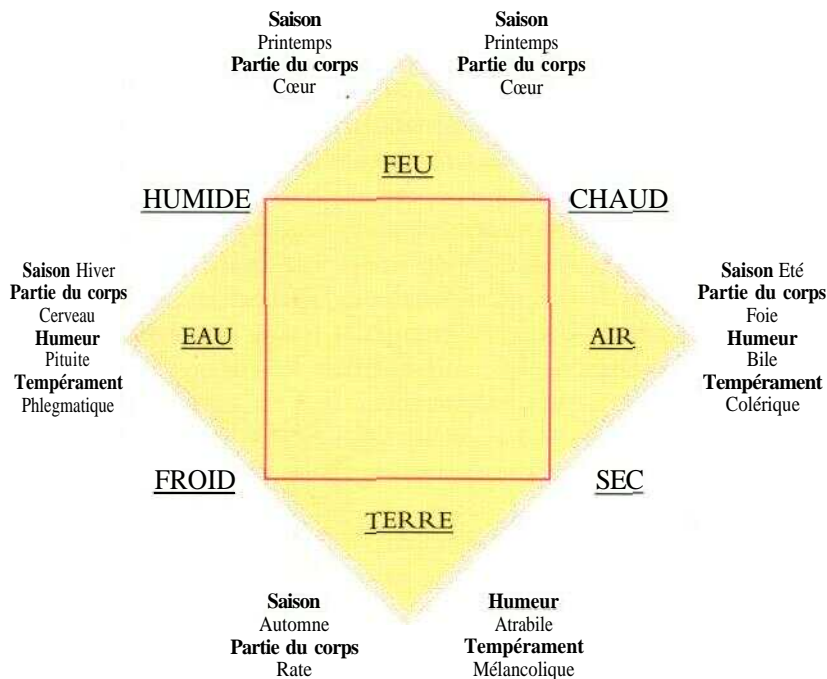 Saison
Printemps
Partie du corps
Cœur
Saison
Printemps
Partie du corps
Cœur
FEU
HUMIDE
CHAUD
Saison Hiver
Partie du corps
Cerveau
Humeur
Pituite
Tempérament
Phlegmatique
EAU
AIR
Saison Eté
Partie du corps
Foie
Humeur
Bile
Tempérament
Colérique
FROID
SEC
TERRE
Saison
Automne
Partie du corps
Rate
Humeur
Atrabile
Tempérament
Mélancolique